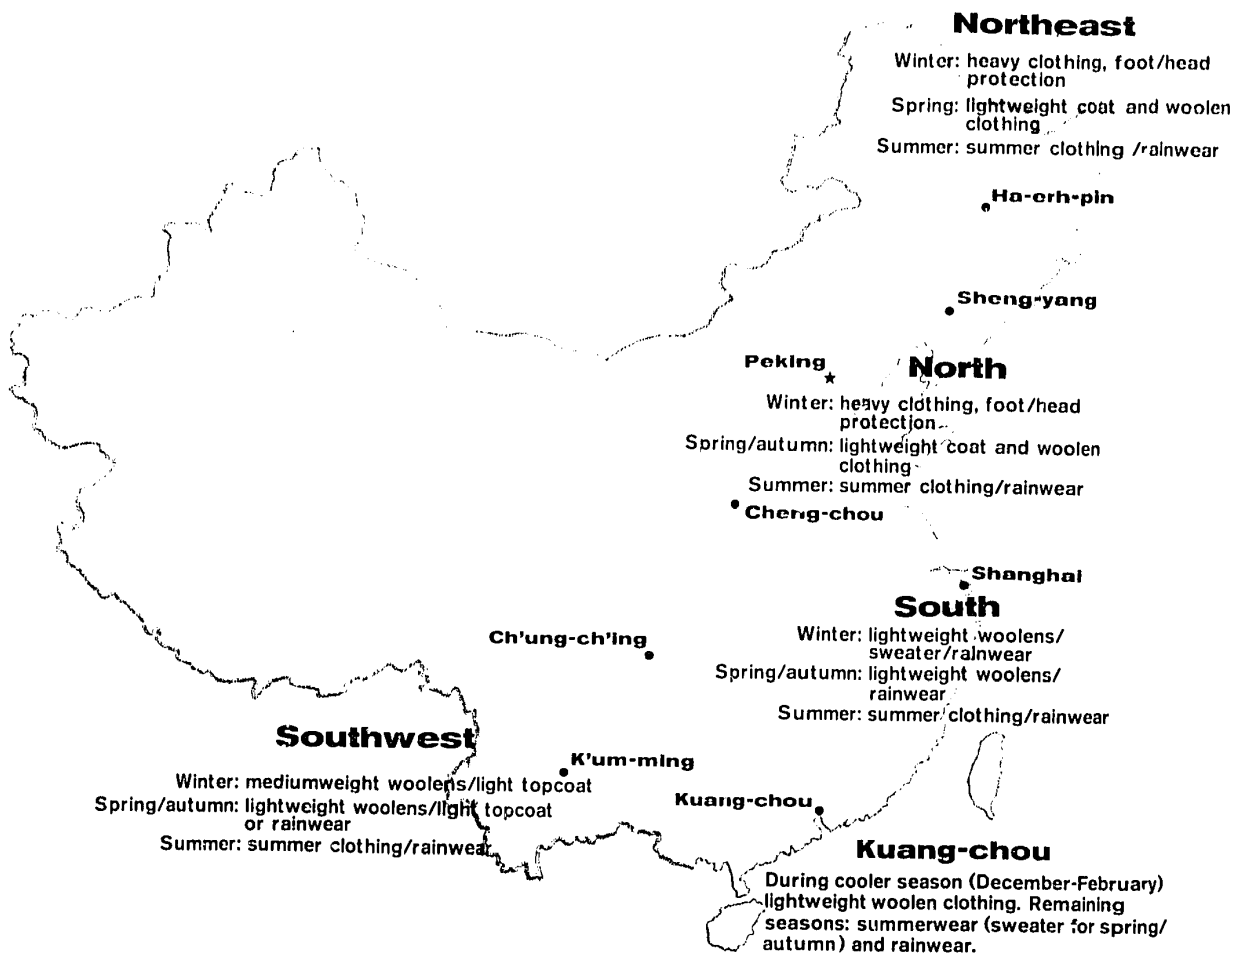 Northeast
Winter: heavy clothing, foot/head
protection
Spring: lightweight coat and woolen
clothing
Summer: summer clothing /rainwear
Ha-erh-pin
Sheng-yang
Peking
North
Winter: heavy clothing, foot/head
protection
Spring/autumn: lightweight coat and woolen
clothing
Summer: summer clothing/rainwear
Cheng-chou
Shanghai
South
Winter: lightweight woolens/
sweater/rainwear
Spring/autumn: lightweight woolens/
rainwear
Summer: summer clothing/rainwear
Ch'ung-ch'ing
Southwest
Winter: mediumweight woolens/light topcoat
Spring/autumn: lightweight woolens/light topcoat
or rainwear
Summer: summer clothing/rainwear
K'um-ming
Kuang-chou
Kuang-chou
During cooler season (December-February)
lightweight woolen clothing. Remaining
seasons: summerwear (sweater for spring/
autumn) and rainwear.